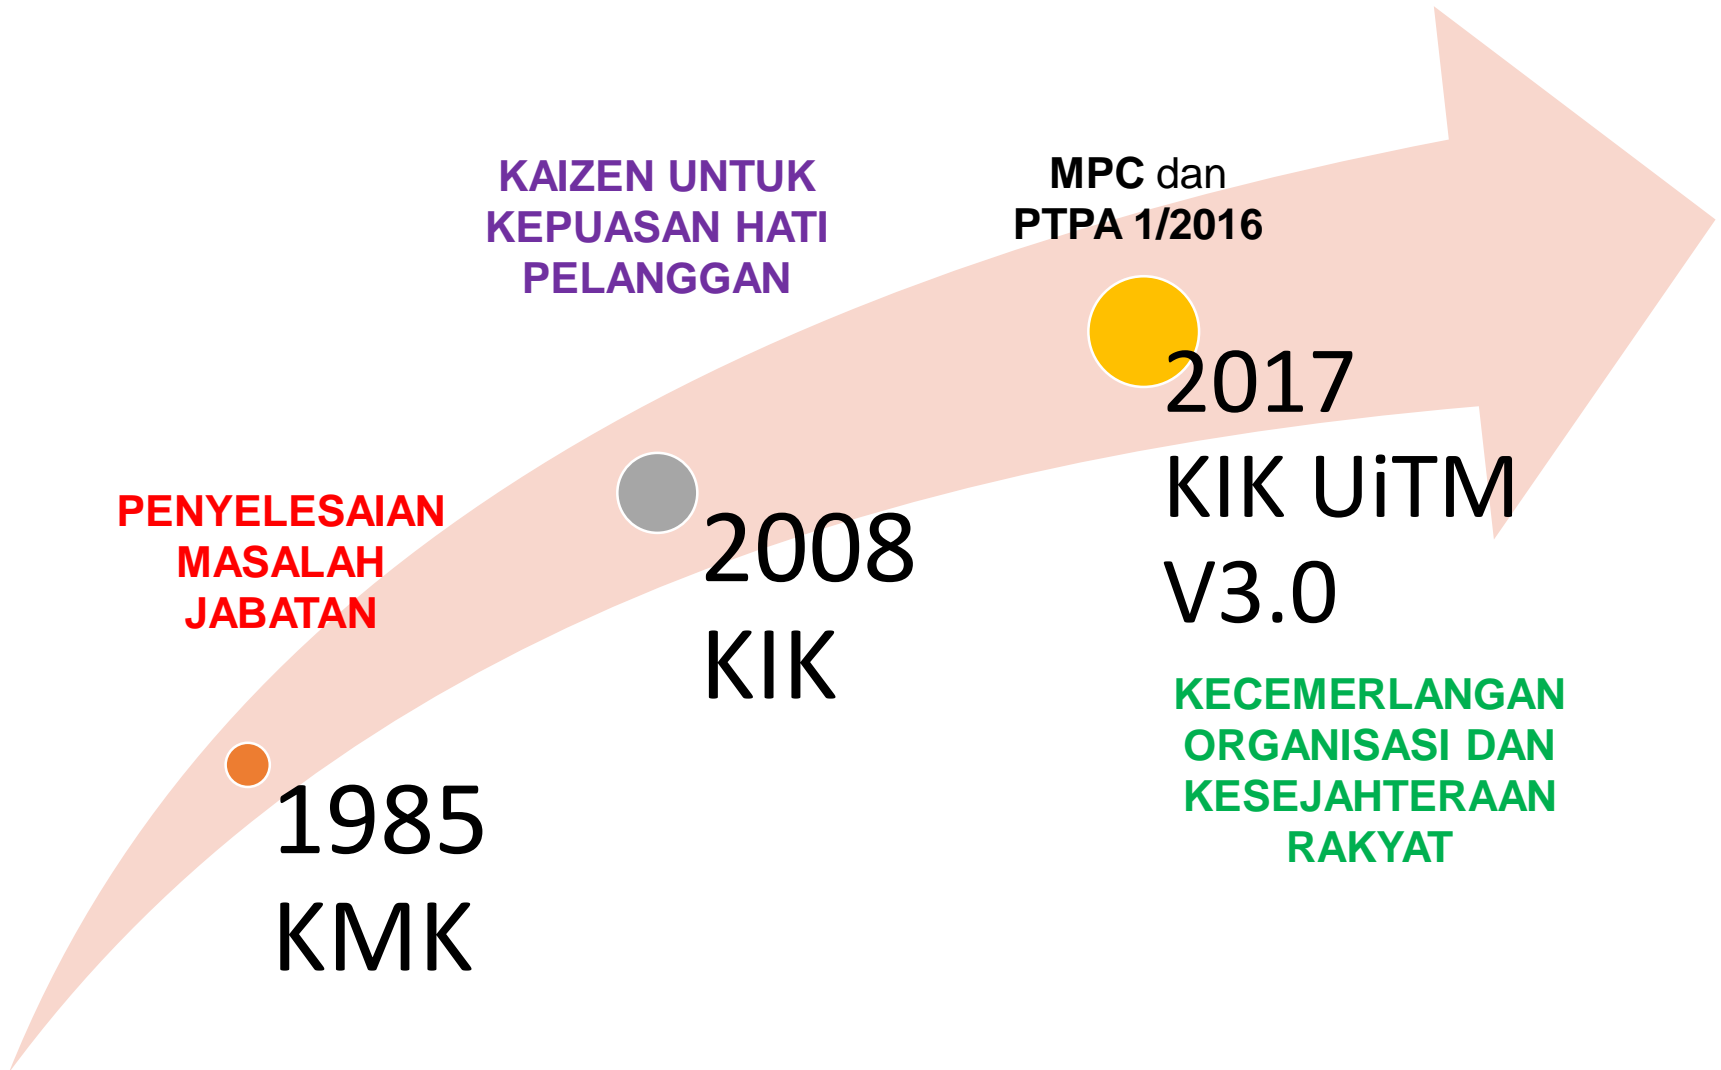 PENYELESAIAN
MASALAH
JABATAN
1985
KMK
KAIZEN UNTUK
KEPUASAN HATI
PELANGGAN
2008
KIK
MPC dan
PTPA 1/2016
2017
KIK UiTM
V3.0
KECEMERLANGAN
ORGANISASI DAN
KESEJAHTERAAN
RAKYAT